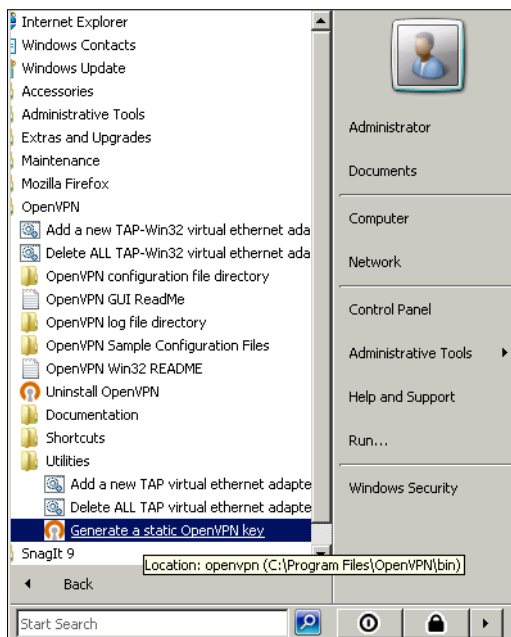 Internet Explorer
Windows Contacts
Windows Update
Accessories
Administrative Tools
Extras and Upgrades
Maintenance
Mozilla Firefox
OpenVPN
Add a new TAP-Win32 virtual ethernet ada
Delete ALL TAP-Win32 virtual ethernet ada
OpenVPN configuration file directory
OpenVPN GUI ReadMe
OpenVPN log file directory
OpenVPN Sample Configuration Files
OpenVPN Win32 README
Uninstall OpenVPN
Documentation
Shortcuts
Utilities
Add a new TAP virtual ethernet adapte
Delete ALL TAP virtual ethernet adapte
Generate a static OpenVPN key
SnagIt 9
Location: openvpn (C:\Program Files\OpenVPN\bin)
Back
Start Search
Administrator
Documents
Computer
Network
Control Panel
Administrative Tools
Help and Support
Run...
Windows Security